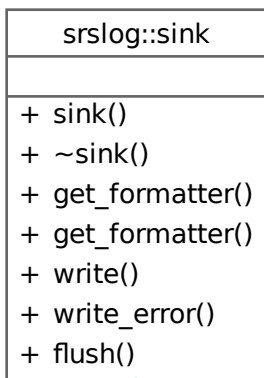 srslog::sink
+ sink()
+ ~sink()
+ get_formatter()
+ get_formatter()
+ write()
+ write_error()
+ flush()